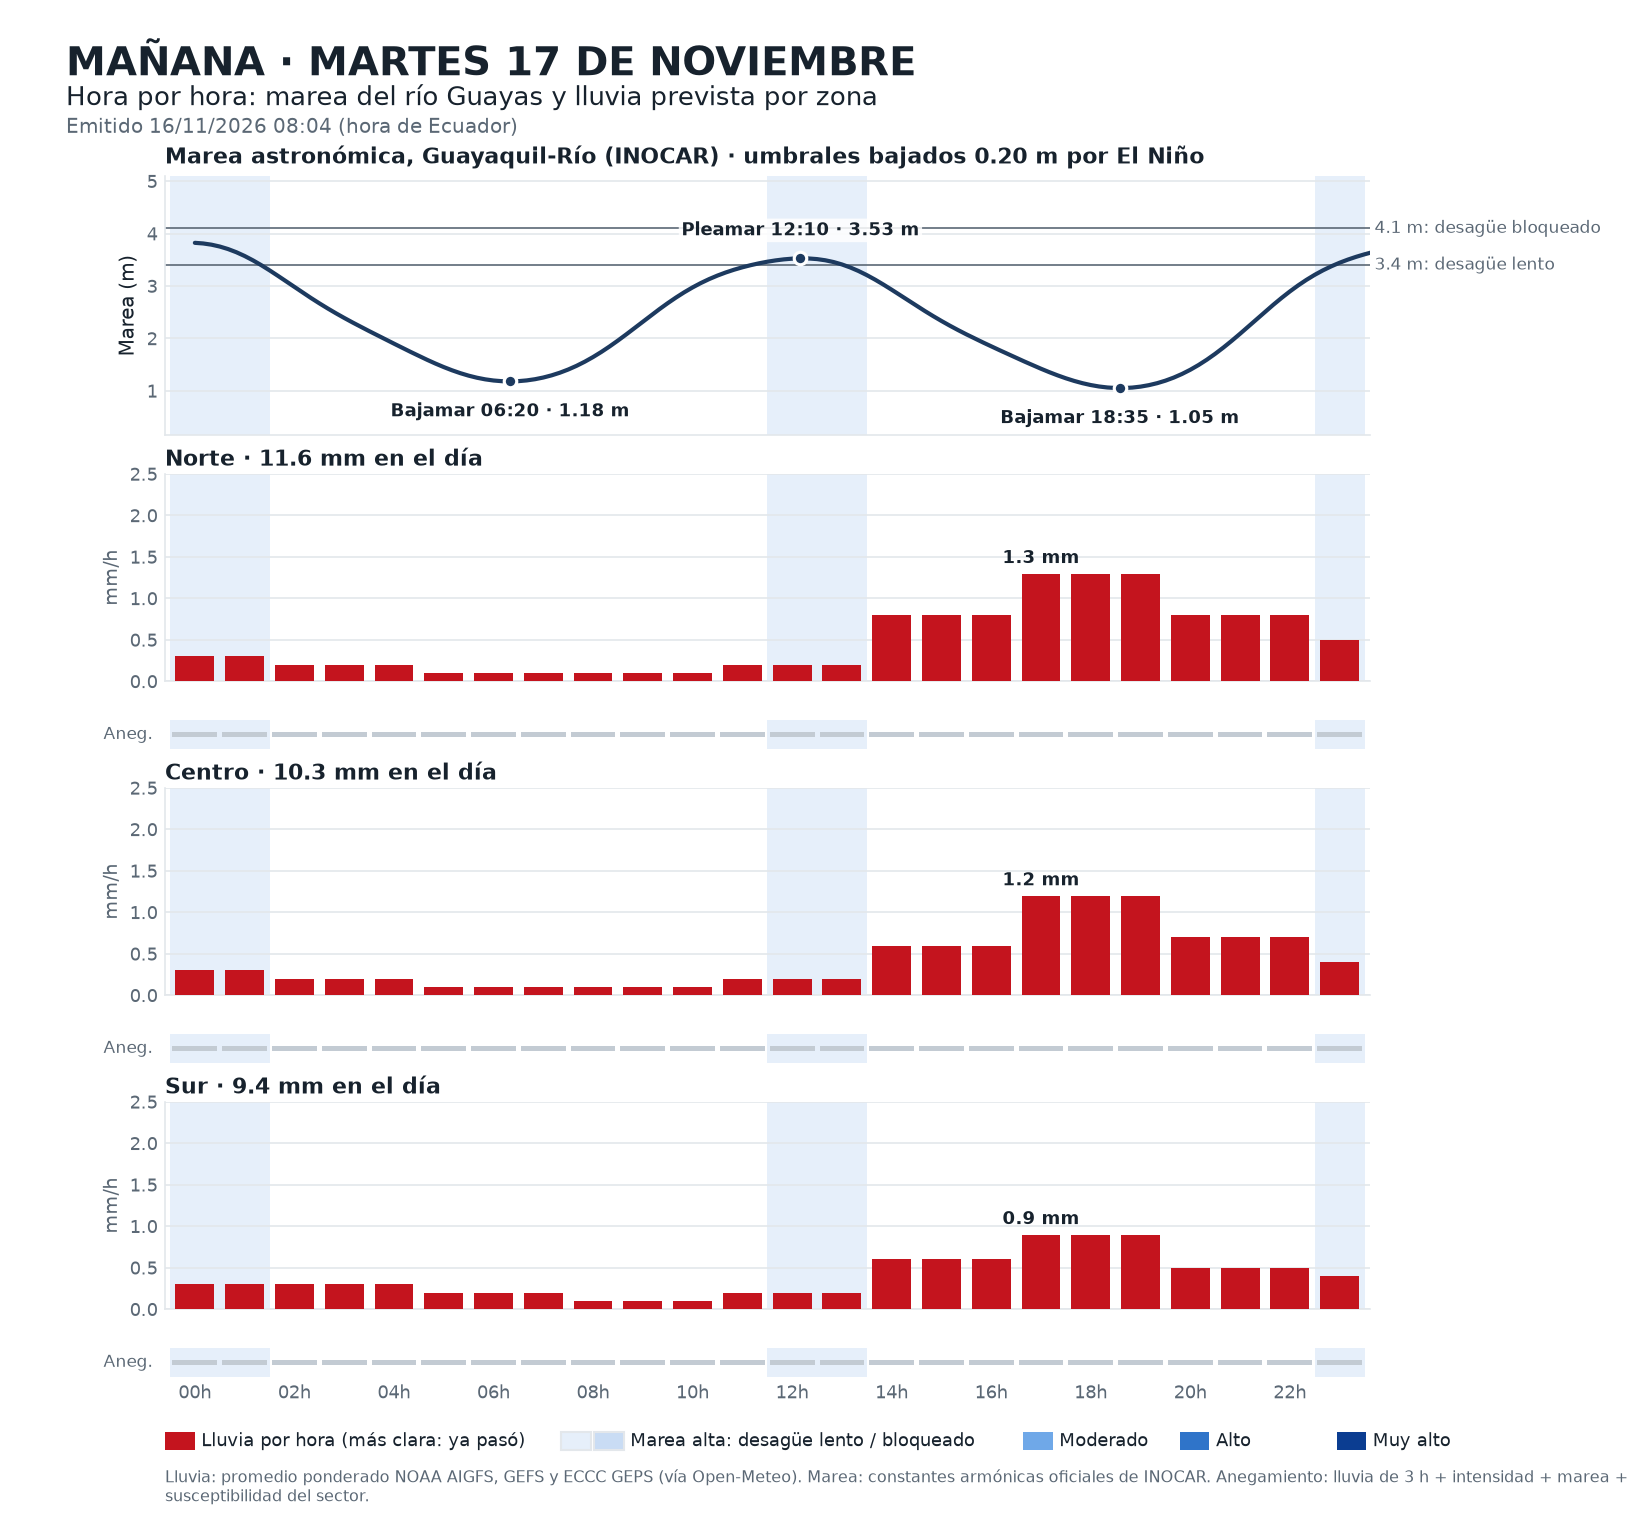 MAÑANA · MARTES 17 DE NOVIEMBRE
Hora por hora: marea del río Guayas y lluvia prevista por zona
Emitido 16/11/2026 08:04 (hora de Ecuador)
Marea astronómica, Guayaquil-Río (INOCAR) · umbrales bajados 0.20 m por El Niño
Marea (m)
5
4
3
2
1
Pleamar 12:10 · 3.53 m
4.1 m: desagüe bloqueado
3.4 m: desagüe lento
Bajamar 06:20 · 1.18 m
Bajamar 18:35 · 1.05 m
Norte · 11.6 mm en el día
mm/h
2.5
2.0
1.5
1.0
0.5
0.0
1.3 mm
Aneg.
Centro · 10.3 mm en el día
mm/h
2.5
2.0
1.5
1.0
0.5
0.0
1.2 mm
Aneg.
Sur · 9.4 mm en el día
mm/h
2.5
2.0
1.5
1.0
0.5
0.0
0.9 mm
Aneg.
00h 02h 04h 06h 08h 10h 12h 14h 16h 18h 20h 22h
Lluvia por hora (más clara: ya pasó) Marea alta: desagüe lento / bloqueado Moderado Alto Muy alto
Lluvia: promedio ponderado NOAA AIGFS, GEFS y ECCC GEPS (vía Open-Meteo). Marea: constantes armónicas oficiales de INOCAR. Anegamiento: lluvia de 3 h + intensidad + marea +
susceptibilidad del sector.